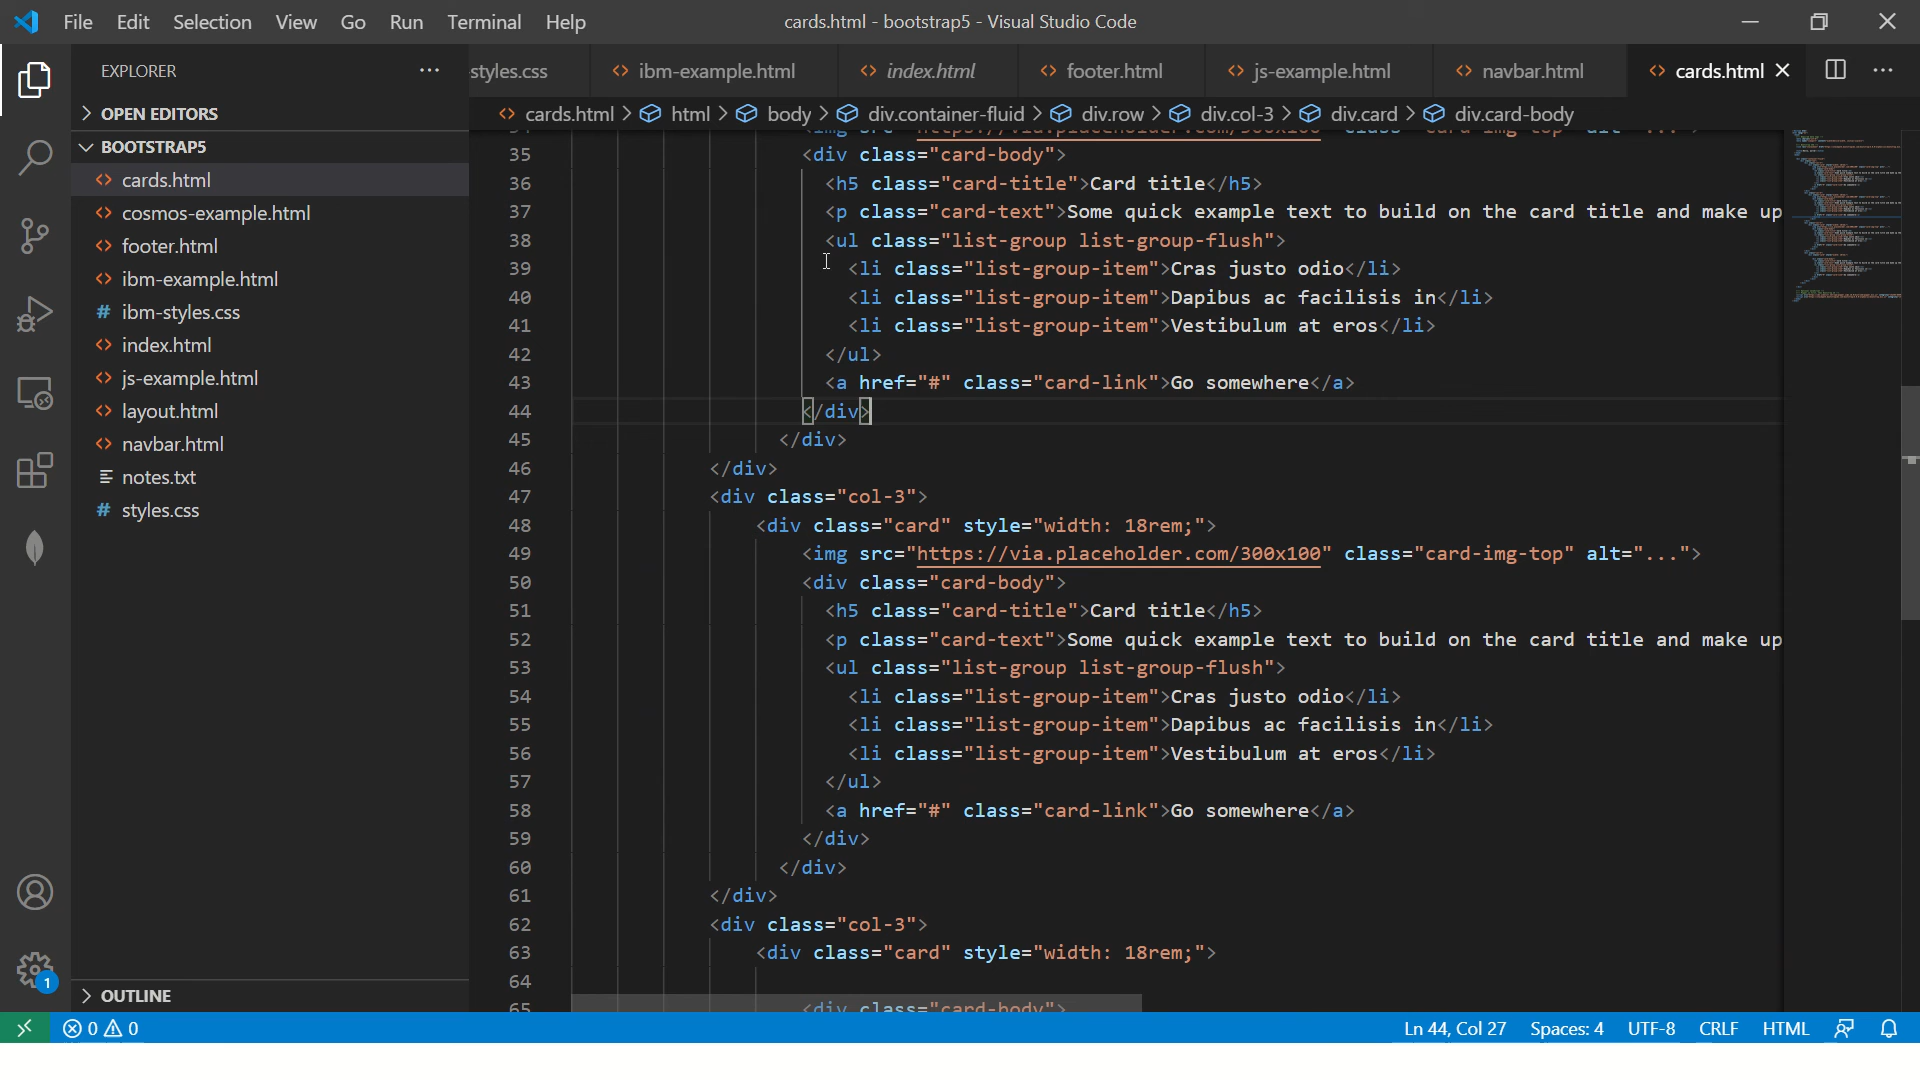 File Edit Selection View Go Run Terminal Help
cards.html - bootstrap5 - Visual Studio Code
EXPLORER
OPEN EDITORS
BOOTSTRAP5
cards.html
cosmos-example.html
footer.html
ibm-example.html
ibm-styles.css
index.html
js-example.html
layout.html
navbar.html
notes.txt
styles.css
OUTLINE
1
styles.css ibm-example.html index.html footer.html js-example.html navbar.html cards.html
cards.html > html > body > div.container-fluid > div.row > div.col-3 > div.card > div.card-body
35 <div class="card-body">
36 <h5 class="card-title">Card title</h5>
37 <p class="card-text">Some quick example text to build on the card title and make up
38 <ul class="list-group list-group-flush">
39 <li class="list-group-item">Cras justo odio</li>
40 <li class="list-group-item">Dapibus ac facilisis in</li>
41 <li class="list-group-item">Vestibulum at eros</li>
42 </ul>
43 <a href="#" class="card-link">Go somewhere</a>
44 </div>
45 </div>
46 </div>
47 <div class="col-3">
48 <div class="card" style="width: 18rem;">
49 <img src="https://via.placeholder.com/300x100" class="card-img-top" alt="...">
50 <div class="card-body">
51 <h5 class="card-title">Card title</h5>
52 <p class="card-text">Some quick example text to build on the card title and make up
53 <ul class="list-group list-group-flush">
54 <li class="list-group-item">Cras justo odio</li>
55 <li class="list-group-item">Dapibus ac facilisis in</li>
56 <li class="list-group-item">Vestibulum at eros</li>
57 </ul>
58 <a href="#" class="card-link">Go somewhere</a>
59 </div>
60 </div>
61 </div>
62 <div class="col-3">
63 <div class="card" style="width: 18rem;">
64
65 <div class="card-body">
0 0
Ln 44, Col 27 Spaces: 4 UTF-8 CRLF HTML